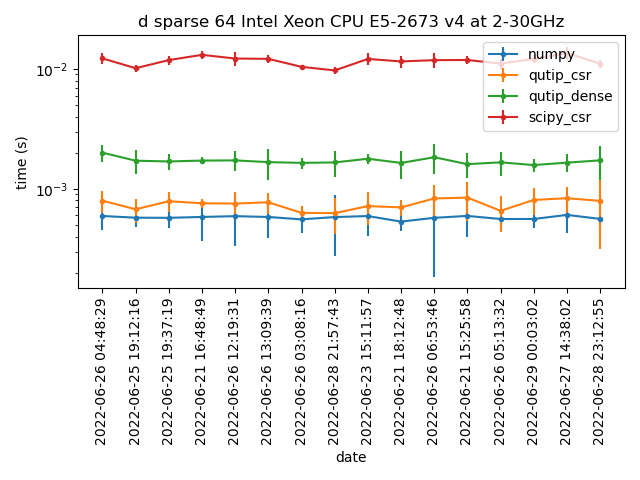 d sparse 64 Intel Xeon CPU E5-2673 v4 at 2-30GHz
numpy
qutip_csr
qutip_dense
scipy_csr
10⁻²
10⁻³
time (s)
2022-06-26 04:48:29
2022-06-25 19:12:16
2022-06-25 19:37:19
2022-06-21 16:48:49
2022-06-26 12:19:31
2022-06-26 13:09:39
2022-06-26 03:08:16
2022-06-28 21:57:43
2022-06-23 15:11:57
2022-06-21 18:12:48
2022-06-26 06:53:46
2022-06-21 15:25:58
2022-06-26 05:13:32
2022-06-29 00:03:02
2022-06-27 14:38:02
2022-06-28 23:12:55
date